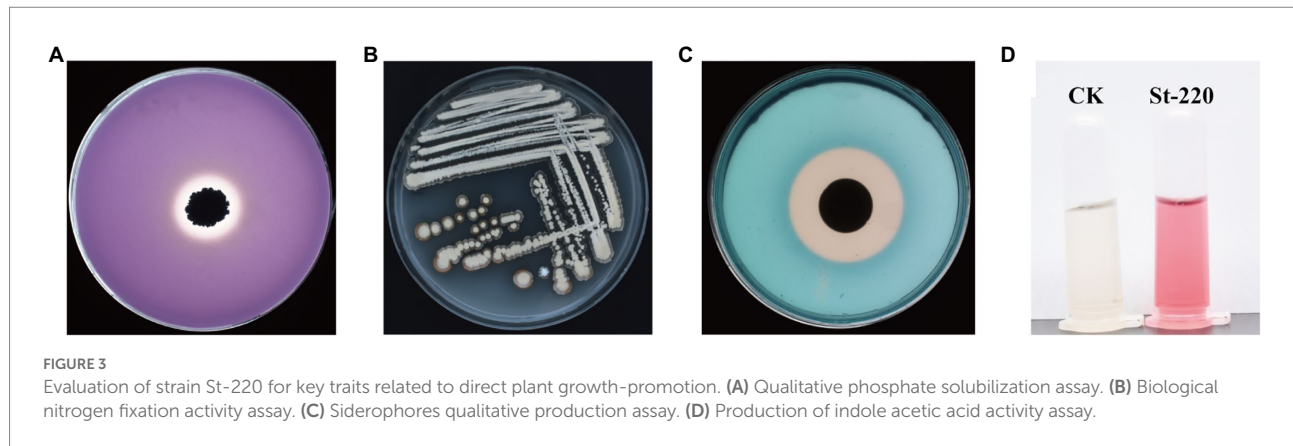 A
B
C
D
CK St-220
FIGURE 3
Evaluation of strain St-220 for key traits related to direct plant growth-promotion. (A) Qualitative phosphate solubilization assay. (B) Biological
nitrogen fixation activity assay. (C) Siderophores qualitative production assay. (D) Production of indole acetic acid activity assay.